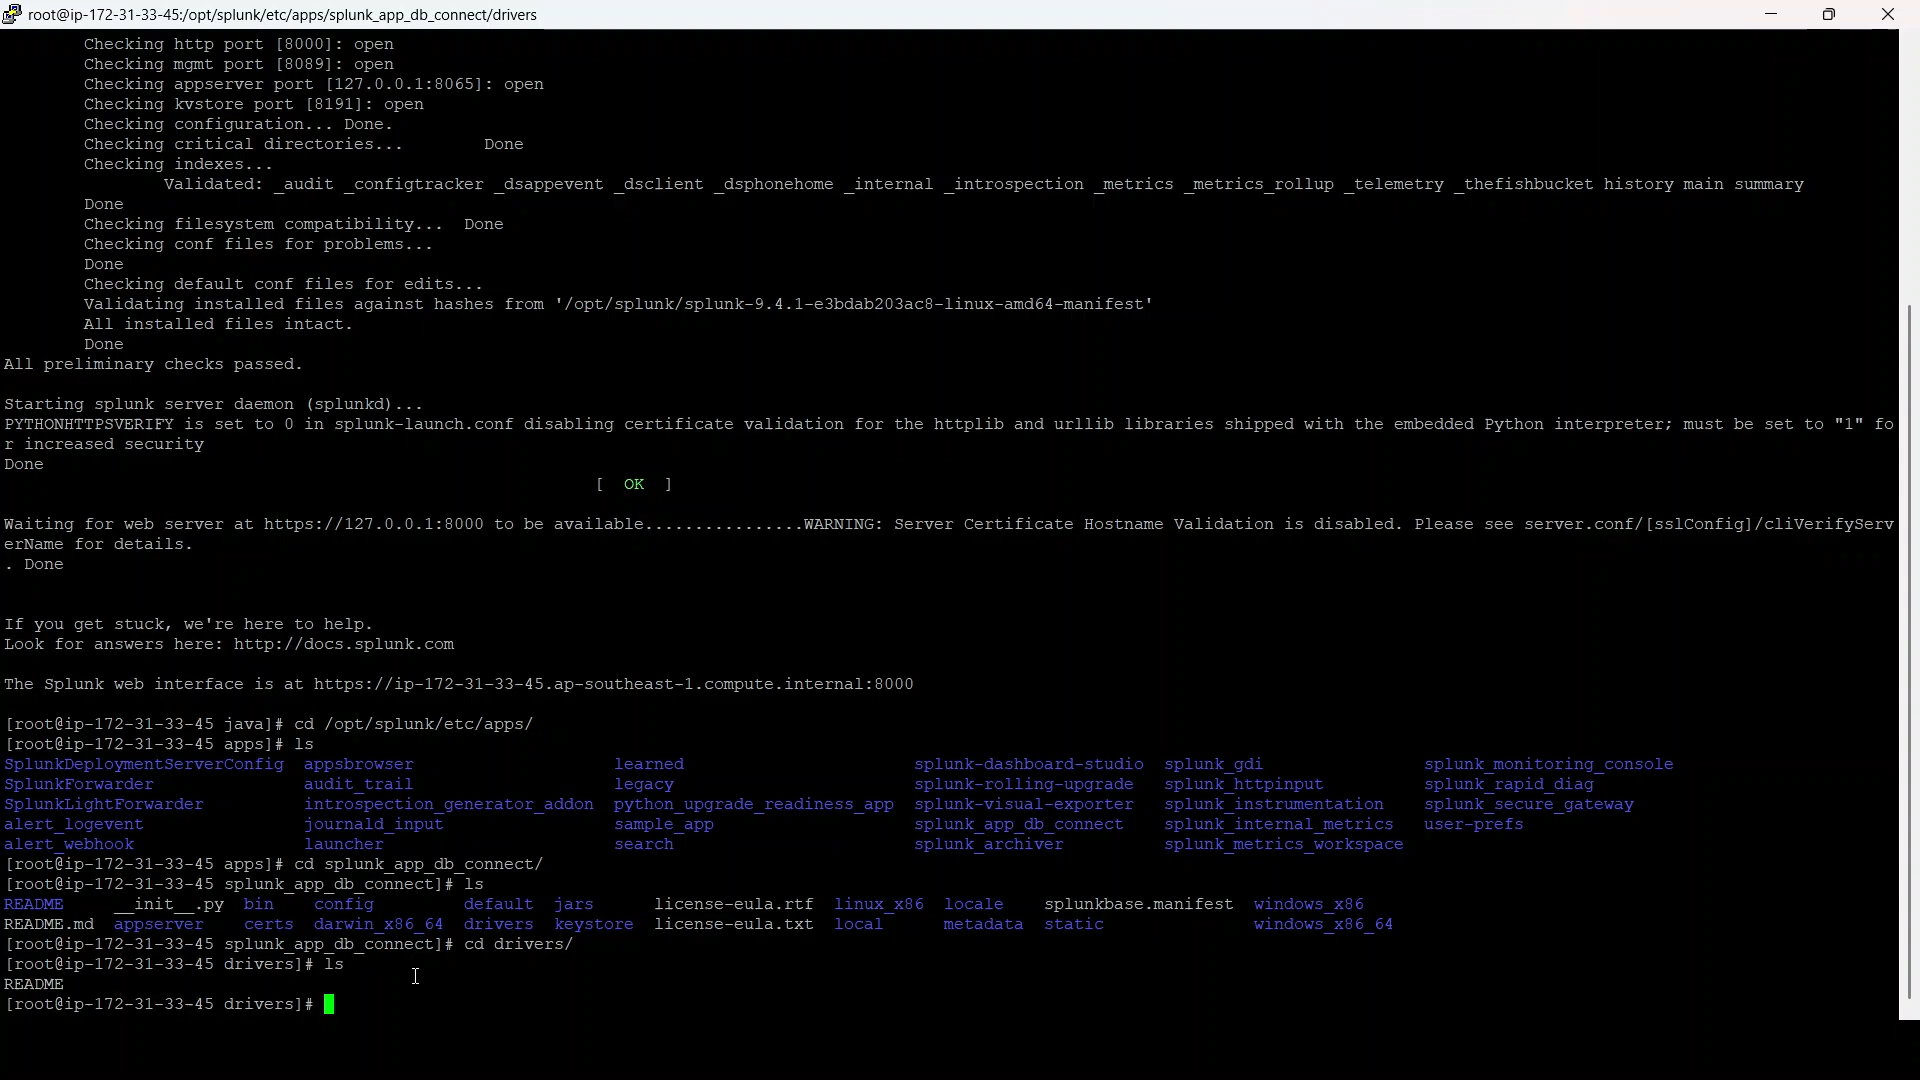 root@ip-172-31-33-45:/opt/splunk/etc/apps/splunk_app_db_connect/drivers
Checking http port [8000]: open
Checking mgmt port [8089]: open
Checking appserver port [127.0.0.1:8065]: open
Checking kvstore port [8191]: open
Checking configuration... Done.
Checking critical directories...        Done
Checking indexes...
Validated: _audit _configtracker _dsappevent _dsclient _dsphonehome _internal _introspection _metrics _metrics_rollup _telemetry _thefishbucket history main summary
Done
Checking filesystem compatibility...  Done
Checking conf files for problems...
Done
Checking default conf files for edits...
Validating installed files against hashes from '/opt/splunk/splunk-9.4.1-e3bdab203ac8-linux-amd64-manifest'
All installed files intact.
Done
All preliminary checks passed.
Starting splunk server daemon (splunkd)...
PYTHONHTTPSVERIFY is set to 0 in splunk-launch.conf disabling certificate validation for the httplib and urllib libraries shipped with the embedded Python interpreter; must be set to "1" fo
r increased security
Done
[  OK  ]
Waiting for web server at https://127.0.0.1:8000 to be available................WARNING: Server Certificate Hostname Validation is disabled. Please see server.conf/[sslConfig]/cliVerifyServ
erName for details.
. Done
If you get stuck, we're here to help.
Look for answers here: http://docs.splunk.com
The Splunk web interface is at https://ip-172-31-33-45.ap-southeast-1.compute.internal:8000
[root@ip-172-31-33-45 java]# cd /opt/splunk/etc/apps/
[root@ip-172-31-33-45 apps]# ls
SplunkDeploymentServerConfig  appsbrowser  learned  splunk-dashboard-studio  splunk_gdi  splunk_monitoring_console
SplunkForwarder  audit_trail  legacy  splunk-rolling-upgrade  splunk_httpinput  splunk_rapid_diag
SplunkLightForwarder  introspection_generator_addon  python_upgrade_readiness_app  splunk-visual-exporter  splunk_instrumentation  splunk_secure_gateway
alert_logevent  journald_input  sample_app  splunk_app_db_connect  splunk_internal_metrics  user-prefs
alert_webhook  launcher  search  splunk_archiver  splunk_metrics_workspace
[root@ip-172-31-33-45 apps]# cd splunk_app_db_connect/
[root@ip-172-31-33-45 splunk_app_db_connect]# ls
README  __init__.py  bin  config  default  jars  license-eula.rtf  linux_x86  locale  splunkbase.manifest  windows_x86
README.md  appserver  certs  darwin_x86_64  drivers  keystore  license-eula.txt  local  metadata  static  windows_x86_64
[root@ip-172-31-33-45 splunk_app_db_connect]# cd drivers/
[root@ip-172-31-33-45 drivers]# ls
README
[root@ip-172-31-33-45 drivers]#